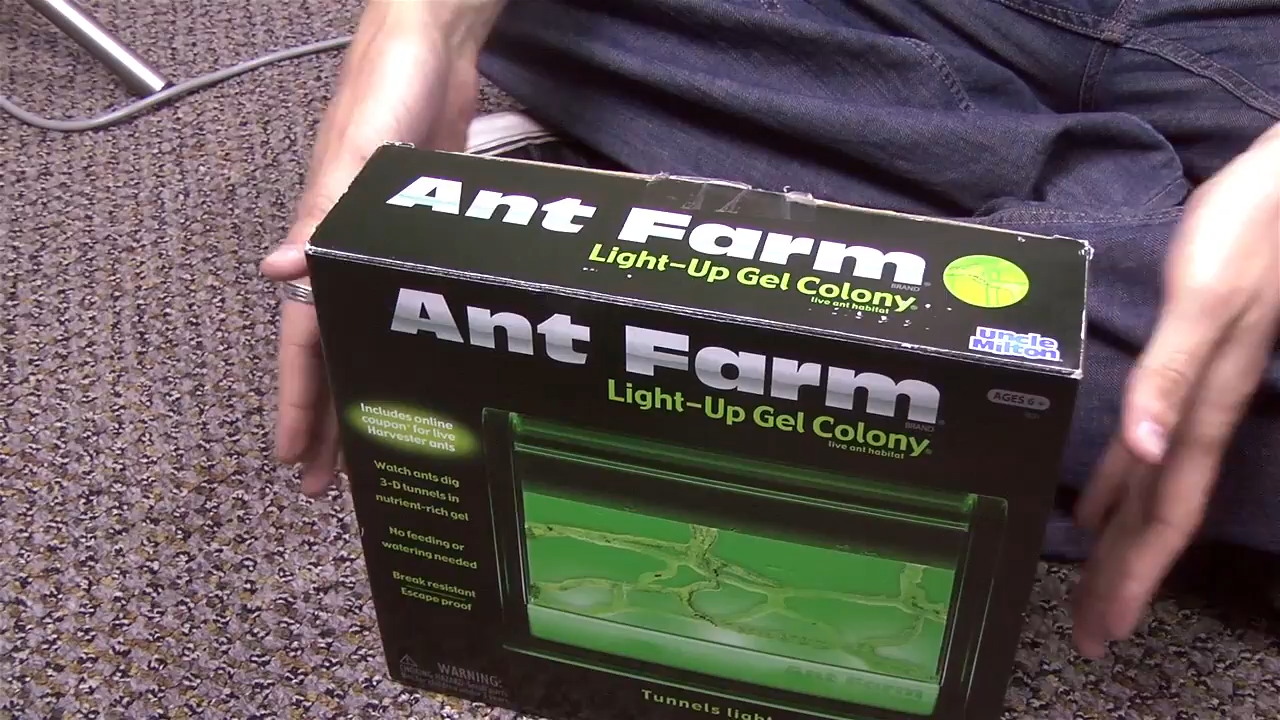 Ant Farm
BRAND
Light-Up Gel Colony
live ant habitat
Uncle
Milton
Ant Farm
BRAND
Light-Up Gel Colony
live ant habitat
AGES 6+
Includes online
coupon* for live
Harvester ants
Watch ants dig
3-D tunnels in
nutrient-rich gel
No feeding or
watering needed
Break resistant
Escape proof
Ant Farm
WARNING:
Tunnels light